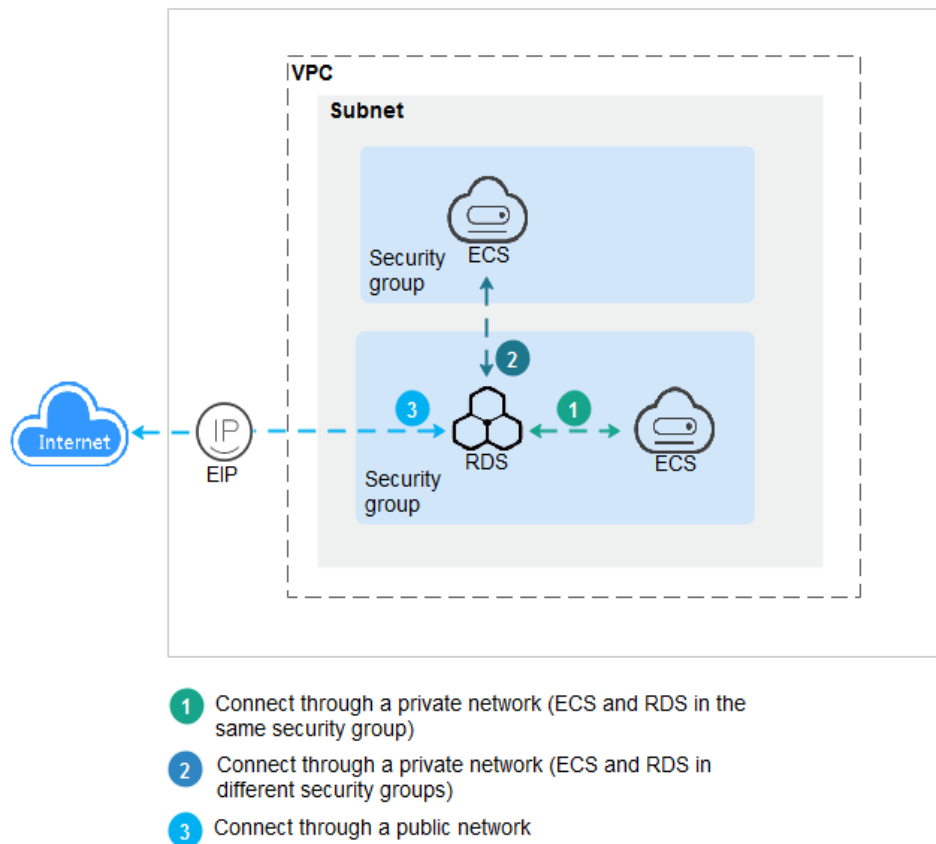 VPC
Subnet
Security
group
ECS
2
Internet
IP
EIP
3
RDS
1
ECS
Security
group
1 Connect through a private network (ECS and RDS in the
same security group)
2 Connect through a private network (ECS and RDS in
different security groups)
3 Connect through a public network